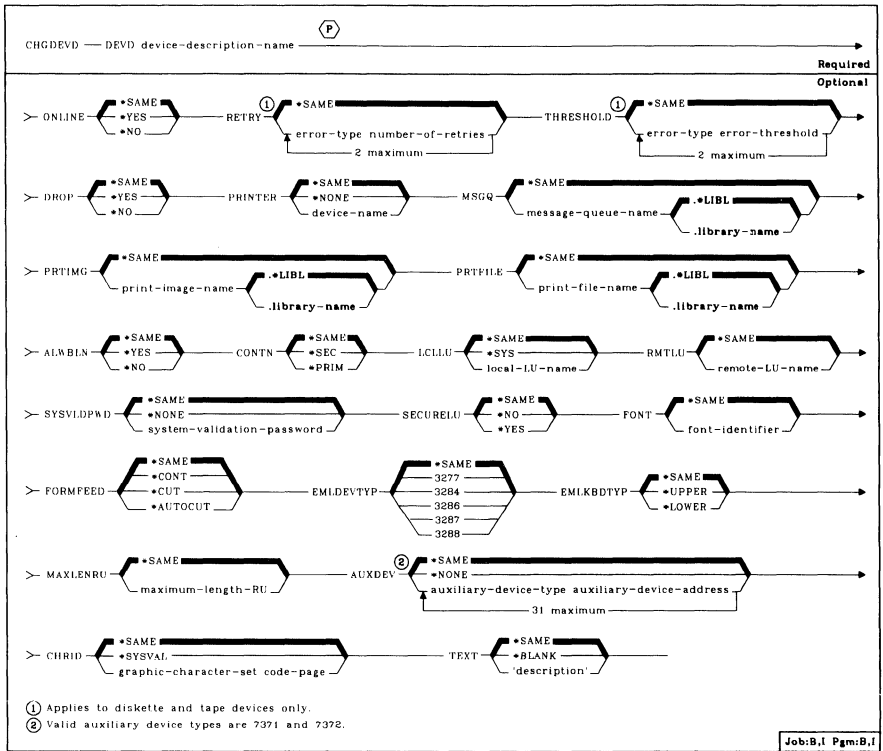 P
CHGDEVD DEVD device-description-name
Required
Optional
ONLINE *SAME *YES *NO RETRY 1 *SAME error-type number-of-retries 2 maximum THRESHOLD 1 *SAME error-type error-threshold 2 maximum
DROP *SAME *YES *NO PRINTER *SAME *NONE device-name MSGQ *SAME message-queue-name .*LIBL .library-name
PRTIMG *SAME print-image-name .*LIBL .library-name PRTFILE *SAME print-file-name .*LIBL .library-name
ALWBLN *SAME *YES *NO CONTN *SAME *SEC *PRIM LCLLU *SAME *SYS local-LU-name RMTLU *SAME remote-LU-name
SYSVLDPWD *SAME *NONE system-validation-password SECURELU *SAME *NO *YES FONT *SAME font-identifier
FORMFEED *SAME *CONT *CUT *AUTOCUT EMLDEVTYP *SAME 3277 3284 3286 3287 3288 EMLKBDTYP *SAME *UPPER *LOWER
MAXLENRU *SAME maximum-length-RU AUXDEV 2 *SAME *NONE auxiliary-device-type auxiliary-device-address 31 maximum
CHRID *SAME *SYSVAL graphic-character-set code-page TEXT *SAME *BLANK 'description'
1 Applies to diskette and tape devices only.
2 Valid auxiliary device types are 7371 and 7372.
Job:B,I Pgm:B,I